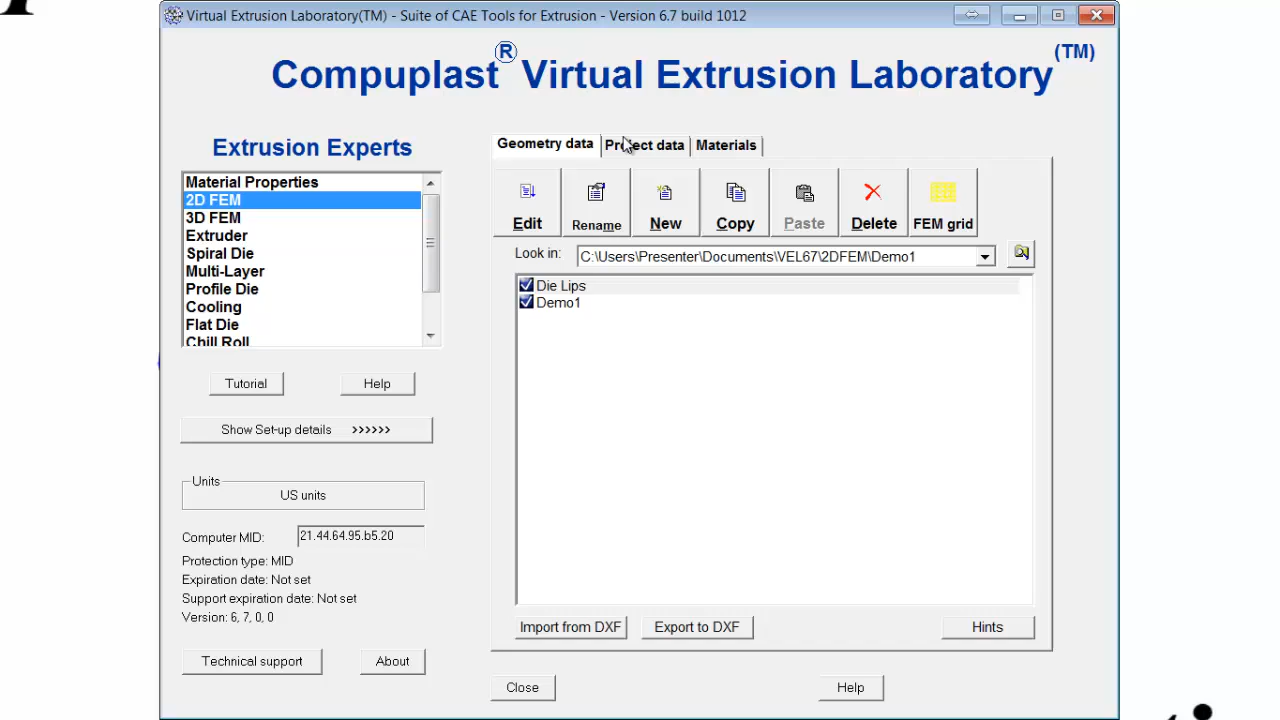 Virtual Extrusion Laboratory(TM) - Suite of CAE Tools for Extrusion - Version 6.7 build 1012
Compuplast® Virtual Extrusion Laboratory (TM)
Extrusion Experts
Material Properties
2D FEM
3D FEM
Extruder
Spiral Die
Multi-Layer
Profile Die
Cooling
Flat Die
Chill Roll
Tutorial
Help
Show Set-up details >>>>>>
Units
US units
Computer MID: 21.44.64.95.b5.20
Protection type: MID
Expiration date: Not set
Support expiration date: Not set
Version: 6, 7, 0, 0
Technical support
About
Geometry data
Project data
Materials
Edit
Rename
New
Copy
Paste
Delete
FEM grid
Look in: C:\Users\Presenter\Documents\VEL67\2DFEM\Demo1
Die Lips
Demo1
Import from DXF
Export to DXF
Hints
Close
Help